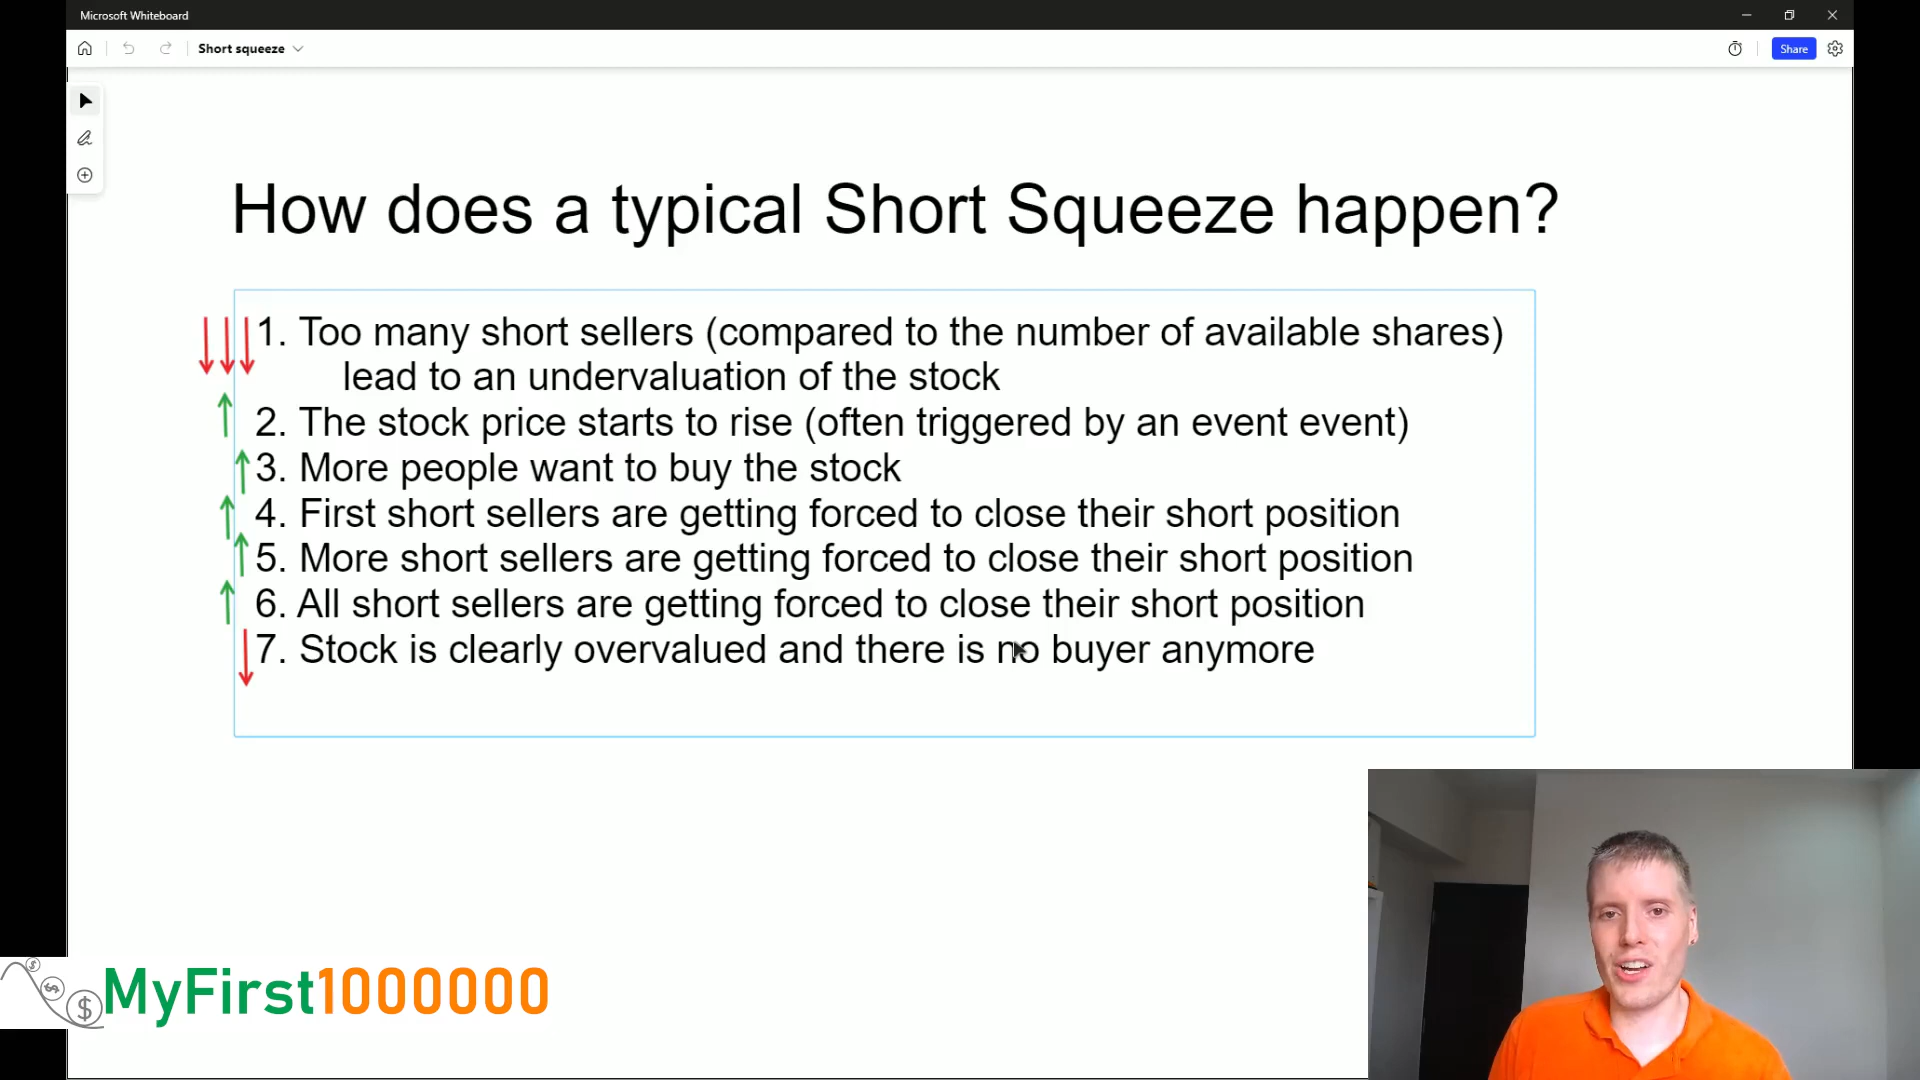 Microsoft Whiteboard
Short squeeze
Share
How does a typical Short Squeeze happen?
1. Too many short sellers (compared to the number of available shares)
lead to an undervaluation of the stock
2. The stock price starts to rise (often triggered by an event event)
3. More people want to buy the stock
4. First short sellers are getting forced to close their short position
5. More short sellers are getting forced to close their short position
6. All short sellers are getting forced to close their short position
7. Stock is clearly overvalued and there is no buyer anymore
$ $ $ MyFirst1000000